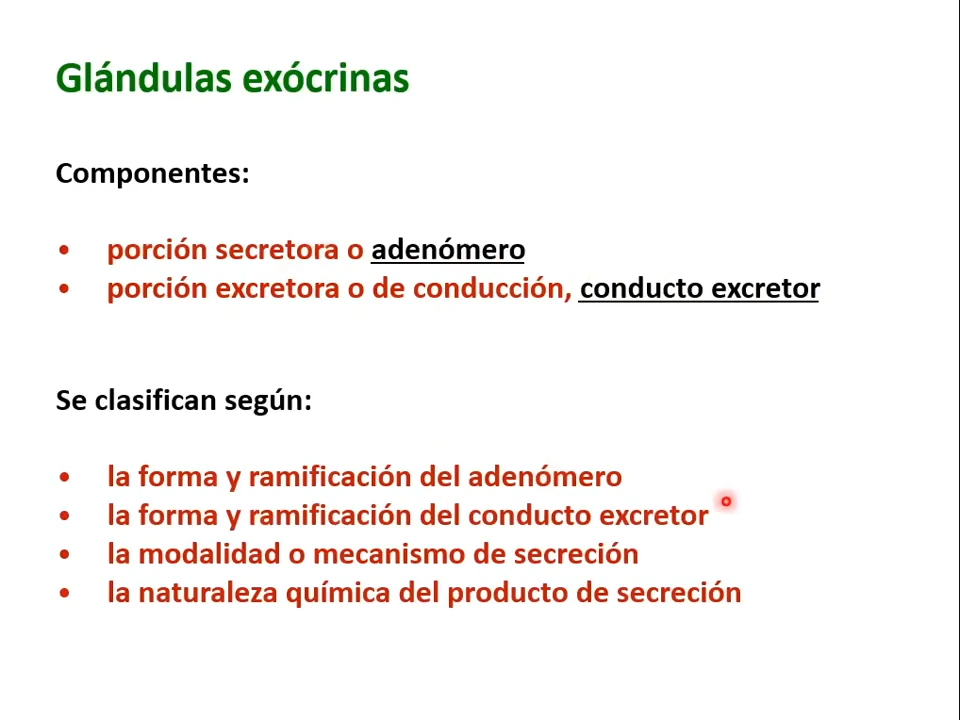 Glándulas exócrinas
Componentes:
• porción secretora o adenómero
• porción excretora o de conducción, conducto excretor
Se clasifican según:
• la forma y ramificación del adenómero
• la forma y ramificación del conducto excretor
• la modalidad o mecanismo de secreción
• la naturaleza química del producto de secreción